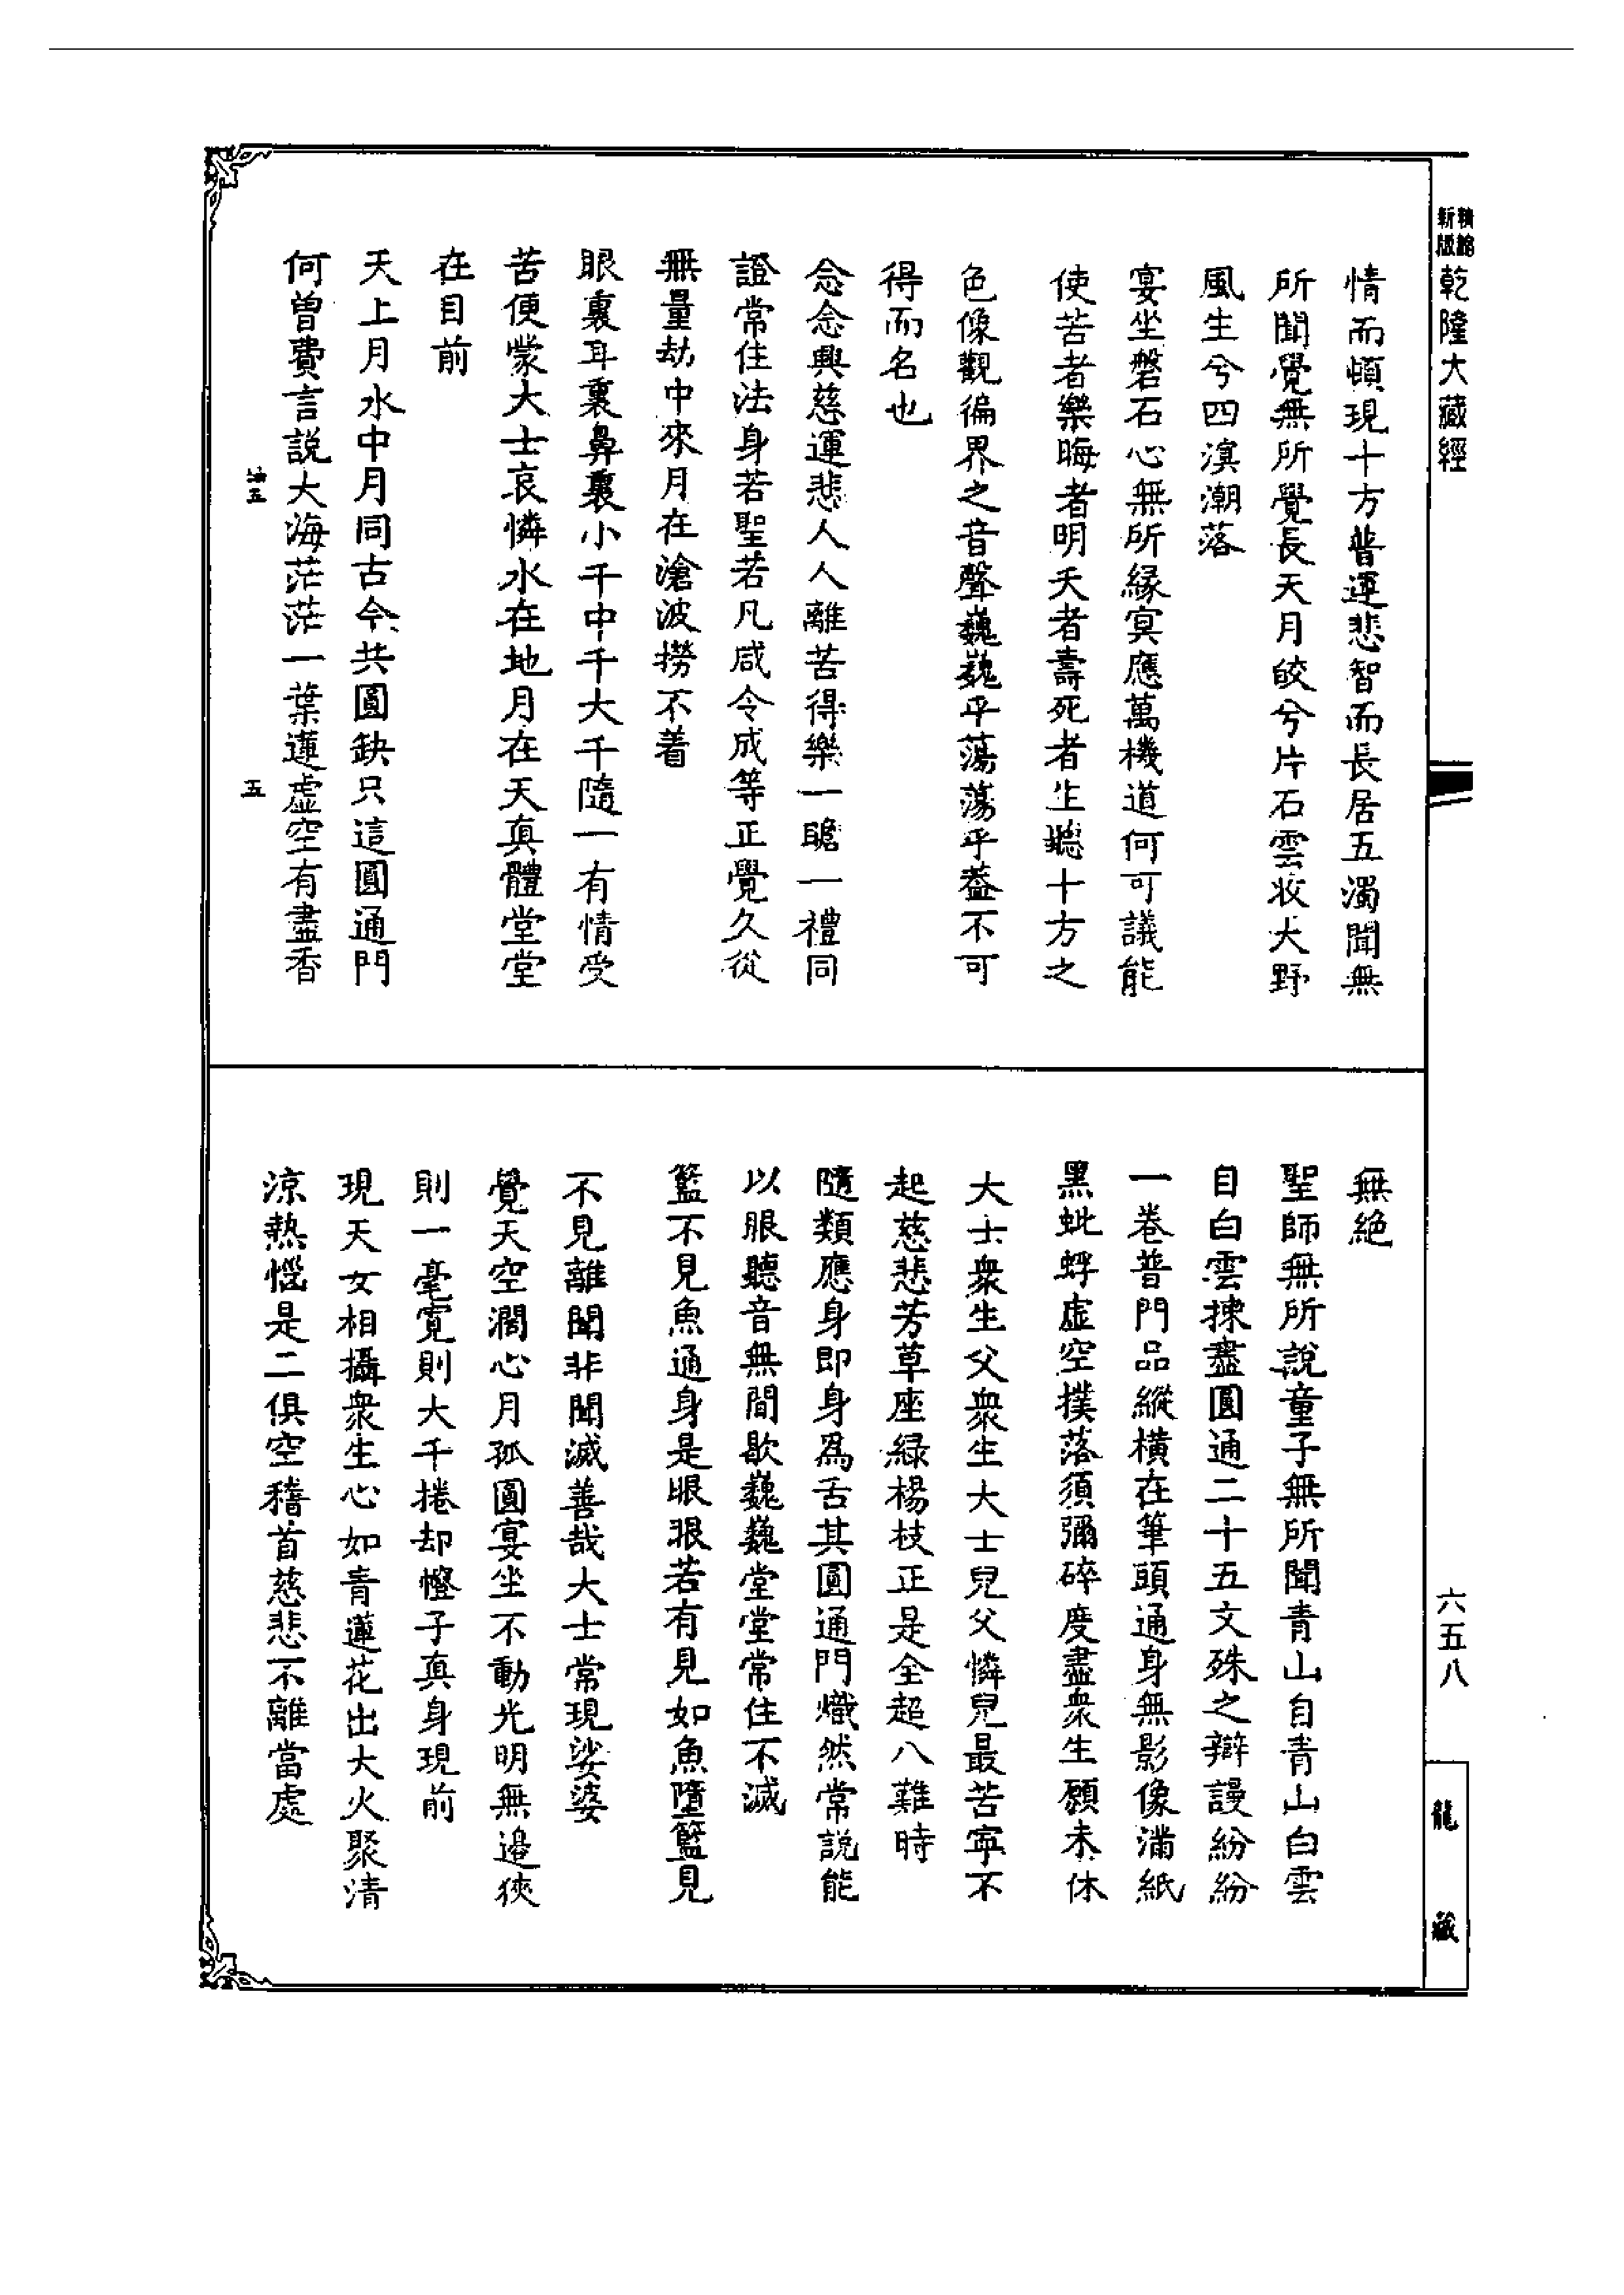 精縮新版乾隆大藏經
情而頓現十方普運悲智而長居五濁聞無
所聞覺無所覺長天月皎兮片石雲收大野
風生兮四溟潮落
宴坐磐石心無所緣冥應萬機道何可議能
使苦者樂晦者明夭者壽死者生聽十方之
色像觀徧界之音聲巍巍乎蕩蕩乎葢不可
得而名也
念念興慈運悲人人離苦得樂一瞻一禮同
證常住法身若聖若凡咸令成等正覺久從
無量劫中來月在滄波撈不着
眼裏耳裏鼻裏小千中千大千隨一有情受
苦便蒙大士哀憐水在地月在天真體堂堂
在目前
天上月水中月同古今共圓缺只這圓通門
何曾費言說大海茫茫一葉蓮虛空有盡香
五
無絕
聖師無所說童子無所聞青山自青山白雲
自白雲揀盡圓通二十五文殊之辯謾紛紛
一卷普門品縱橫在筆頭通身無影像滿紙
黑蚍蜉虛空撲落須彌碎度盡衆生願未休
大士衆生父衆生大士兒父憐兒最苦寧不
起慈悲芳草座綠楊枝正是全超八難時
隨類應身即身爲舌其圓通門熾然常說能
以眼聽音無間歇巍巍堂堂常住不滅
籃不見魚通身是眼眼若有見如魚墮籃見
不見離聞非聞滅善哉大士常現娑婆
覺天空濶心月孤圓宴坐不動光明無邊狹
則一毫寬則大千捲却㡧子真身現前
現天女相攝衆生心如青蓮花出大火聚清
涼熱惱是二俱空稽首慈悲不離當處
六五八
龍藏